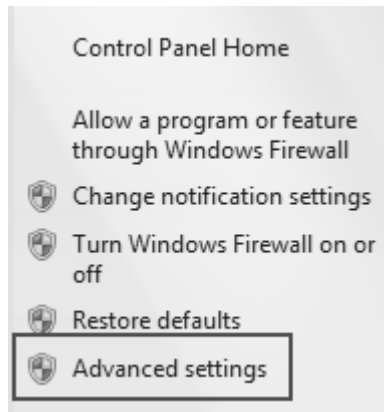 Control Panel Home
Allow a program or feature
through Windows Firewall
Change notification settings
Turn Windows Firewall on or
off
Restore defaults
Advanced settings